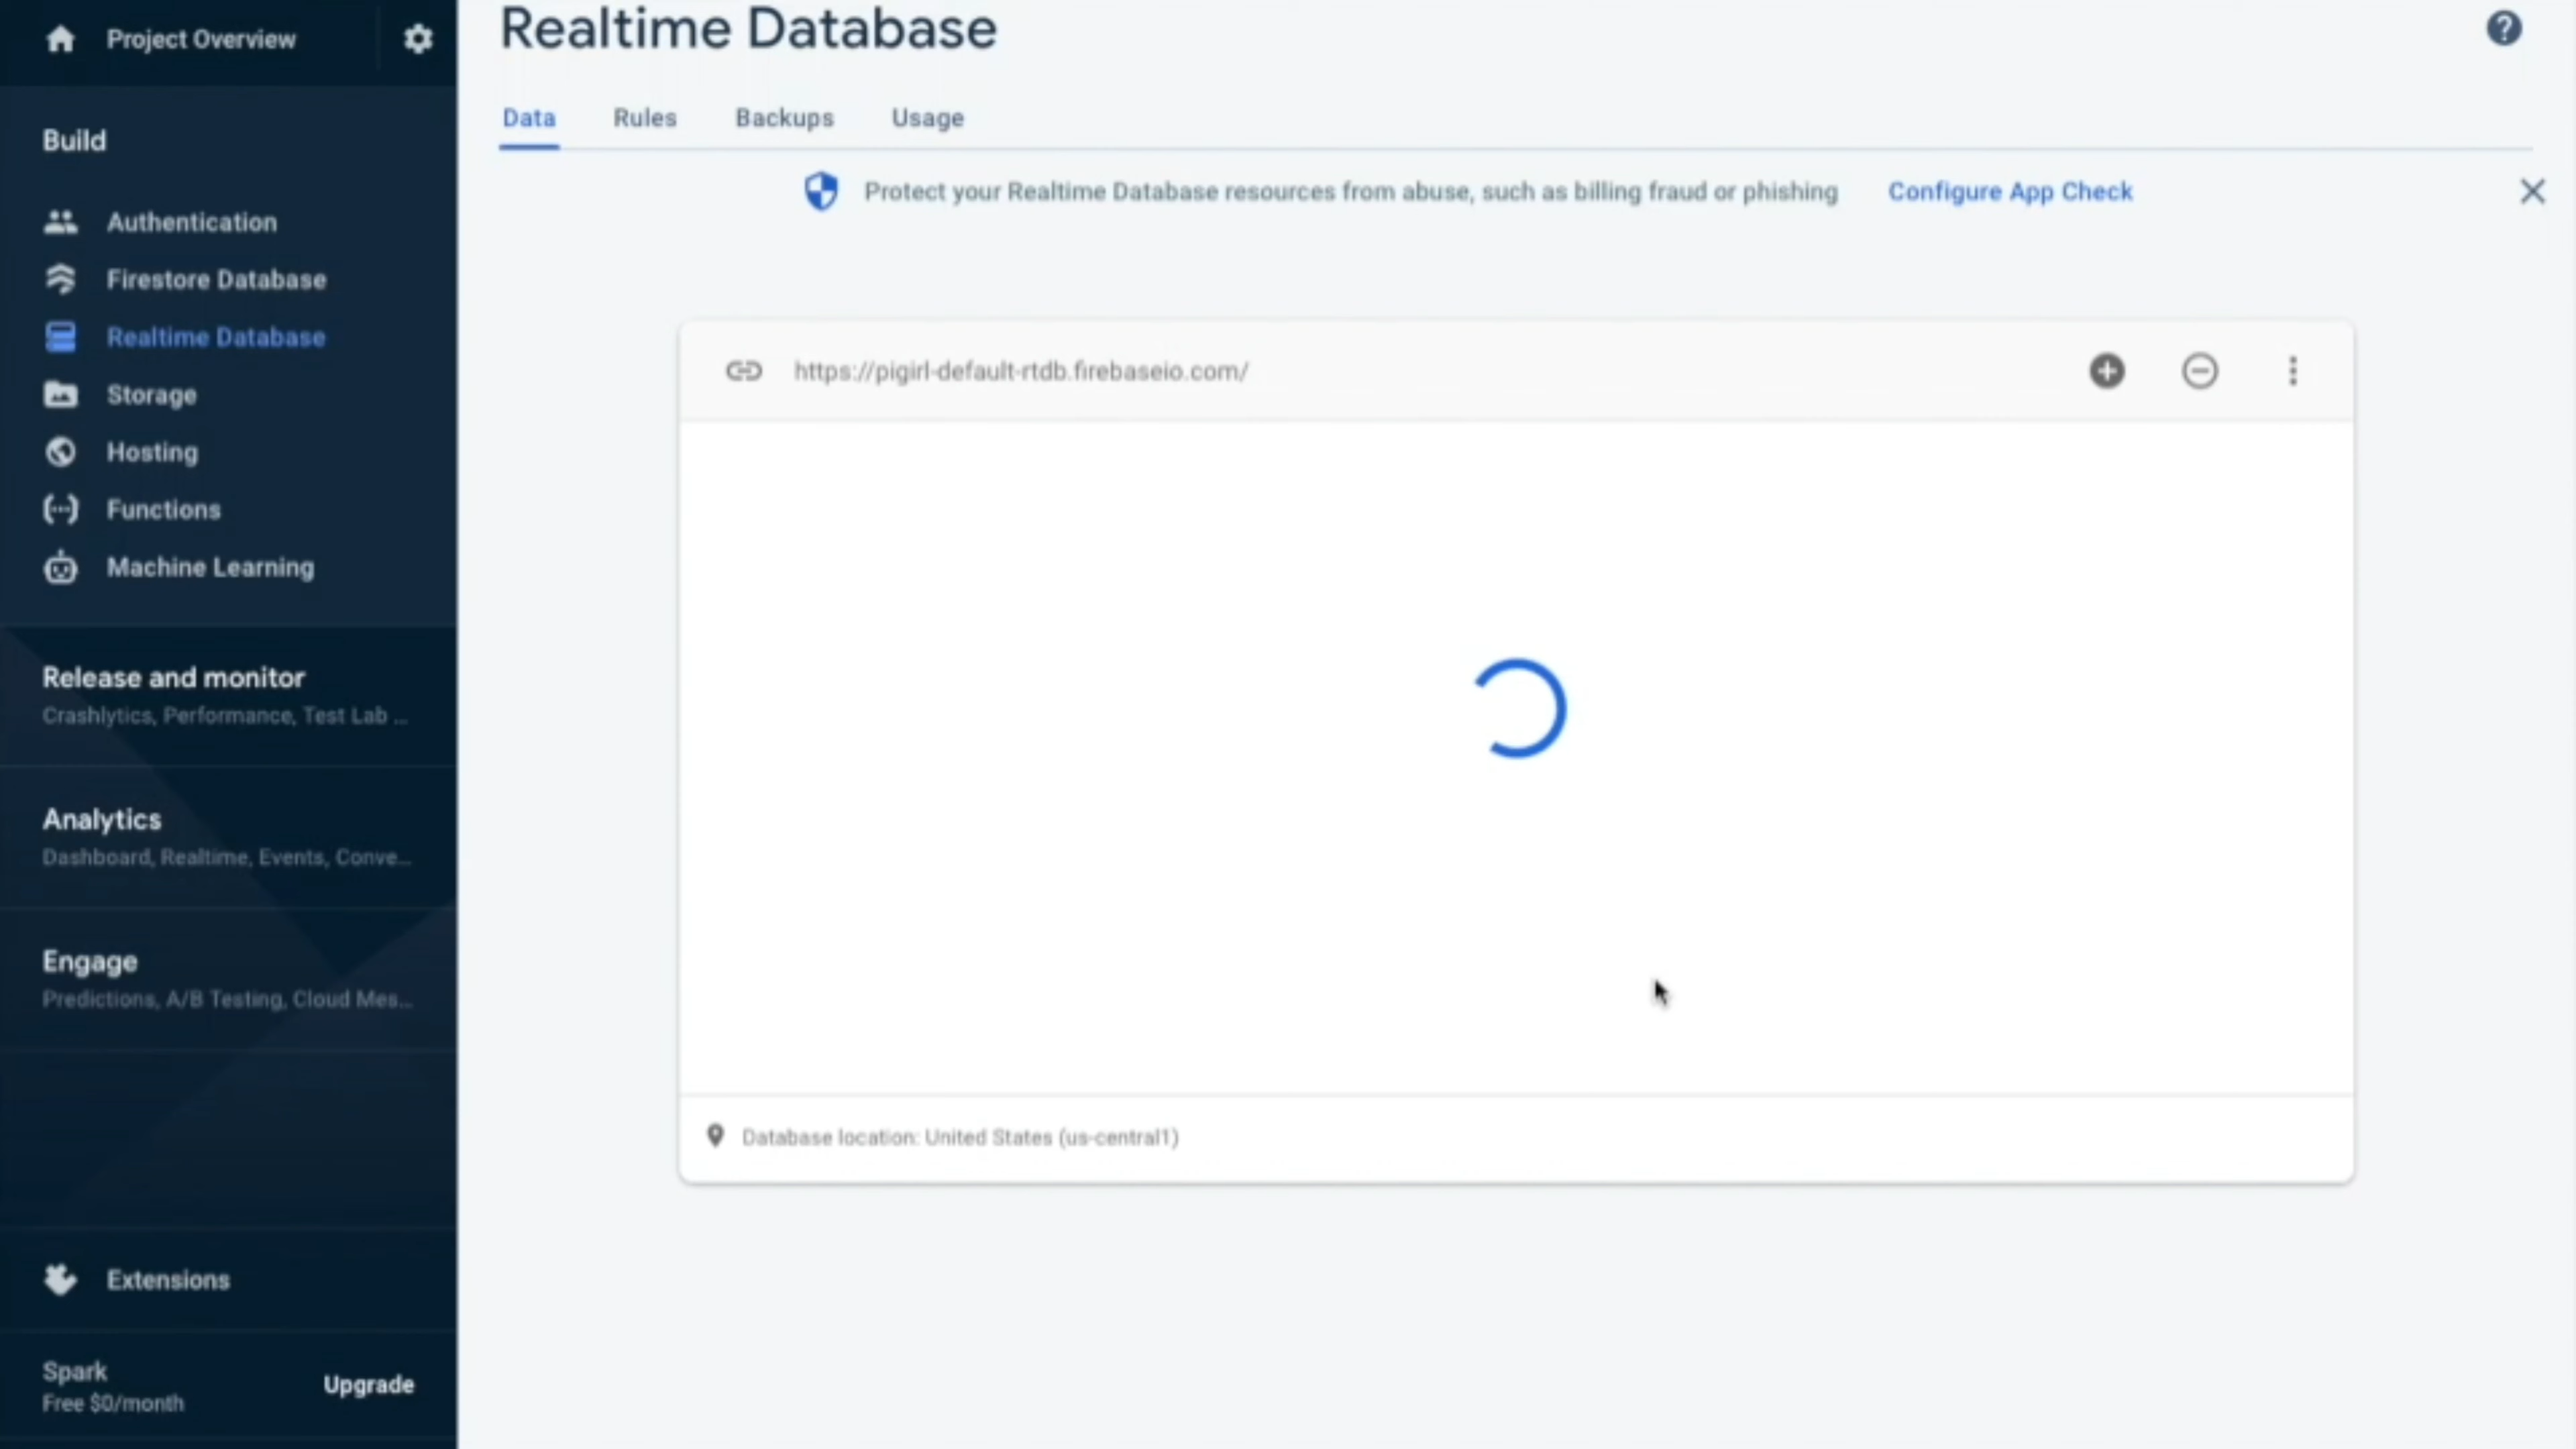 Project Overview
Build
Authentication
Firestore Database
Realtime Database
Storage
Hosting
Functions
Machine Learning
Release and monitor
Crashlytics, Performance, Test Lab ...
Analytics
Dashboard, Realtime, Events, Conve...
Engage
Predictions, A/B Testing, Cloud Mes...
Extensions
Spark
Free $0/month
Upgrade
Realtime Database
Data Rules Backups Usage
Protect your Realtime Database resources from abuse, such as billing fraud or phishing Configure App Check
https://pigirl-default-rtdb.firebaseio.com/
Database location: United States (us-central1)